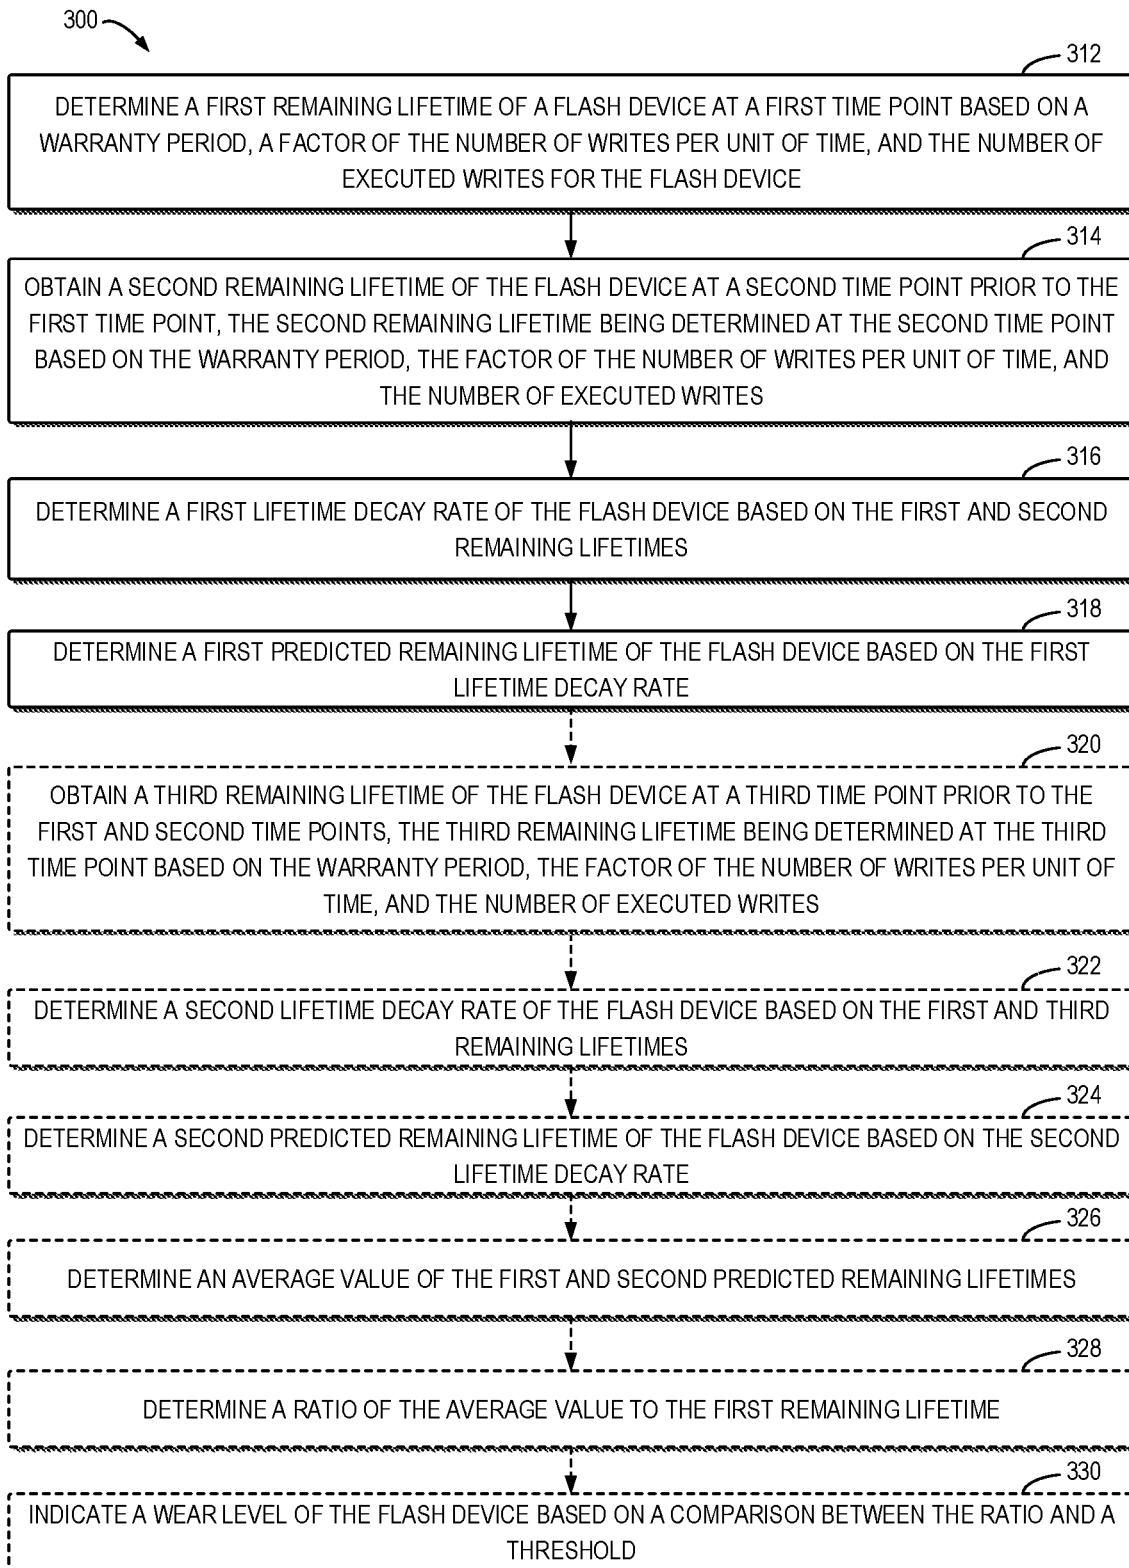 300
312
DETERMINE A FIRST REMAINING LIFETIME OF A FLASH DEVICE AT A FIRST TIME POINT BASED ON A
WARRANTY PERIOD, A FACTOR OF THE NUMBER OF WRITES PER UNIT OF TIME, AND THE NUMBER OF
EXECUTED WRITES FOR THE FLASH DEVICE
314
OBTAIN A SECOND REMAINING LIFETIME OF THE FLASH DEVICE AT A SECOND TIME POINT PRIOR TO THE
FIRST TIME POINT, THE SECOND REMAINING LIFETIME BEING DETERMINED AT THE SECOND TIME POINT
BASED ON THE WARRANTY PERIOD, THE FACTOR OF THE NUMBER OF WRITES PER UNIT OF TIME, AND
THE NUMBER OF EXECUTED WRITES
316
DETERMINE A FIRST LIFETIME DECAY RATE OF THE FLASH DEVICE BASED ON THE FIRST AND SECOND
REMAINING LIFETIMES
318
DETERMINE A FIRST PREDICTED REMAINING LIFETIME OF THE FLASH DEVICE BASED ON THE FIRST
LIFETIME DECAY RATE
320
OBTAIN A THIRD REMAINING LIFETIME OF THE FLASH DEVICE AT A THIRD TIME POINT PRIOR TO THE
FIRST AND SECOND TIME POINTS, THE THIRD REMAINING LIFETIME BEING DETERMINED AT THE THIRD
TIME POINT BASED ON THE WARRANTY PERIOD, THE FACTOR OF THE NUMBER OF WRITES PER UNIT OF
TIME, AND THE NUMBER OF EXECUTED WRITES
322
DETERMINE A SECOND LIFETIME DECAY RATE OF THE FLASH DEVICE BASED ON THE FIRST AND THIRD
REMAINING LIFETIMES
324
DETERMINE A SECOND PREDICTED REMAINING LIFETIME OF THE FLASH DEVICE BASED ON THE SECOND
LIFETIME DECAY RATE
326
DETERMINE AN AVERAGE VALUE OF THE FIRST AND SECOND PREDICTED REMAINING LIFETIMES
328
DETERMINE A RATIO OF THE AVERAGE VALUE TO THE FIRST REMAINING LIFETIME
330
INDICATE A WEAR LEVEL OF THE FLASH DEVICE BASED ON A COMPARISON BETWEEN THE RATIO AND A
THRESHOLD